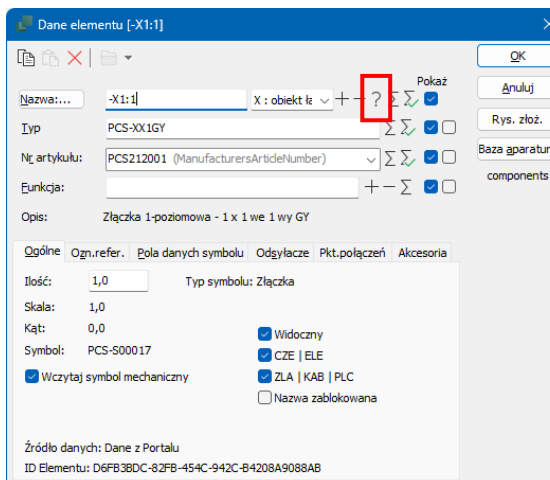 Dane elementu [-X1:1]
OK
Pokaż
Nazwa:... -X1:1 X : obiekt łę ?
Anuluj
Typ PCS-XX1GY
Rys. złoż.
Nr artykułu: PCS212001 (ManufacturersArticleNumber)
Baza aparatur
Funkcja:
components
Opis: Złączka 1-poziomowa - 1 x 1 we 1 wy GY
Ogólne Ozn.refer. Pola danych symbolu Odsyłacze Pkt.połączeń Akcesoria
Ilość: 1,0 Typ symbolu: Złączka
Skala: 1,0
Kąt: 0,0
Widoczny
Symbol: PCS-S00017
CZE | ELE
Wczytaj symbol mechaniczny
ZLA | KAB | PLC
Nazwa zablokowana
Źródło danych: Dane z Portalu
ID Elementu: D6FB3BDC-82FB-454C-942C-B4208A9088AB